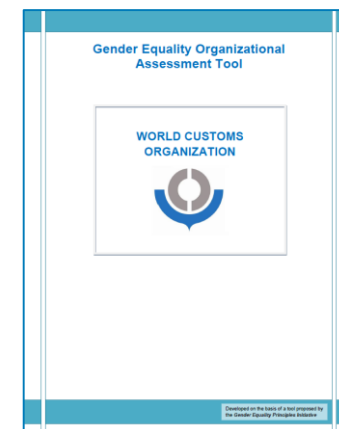 Gender Equality Organizational
Assessment Tool
WORLD CUSTOMS
ORGANIZATION
Developed on the basis of a tool proposed by
the Gender Equality Principles Initiative